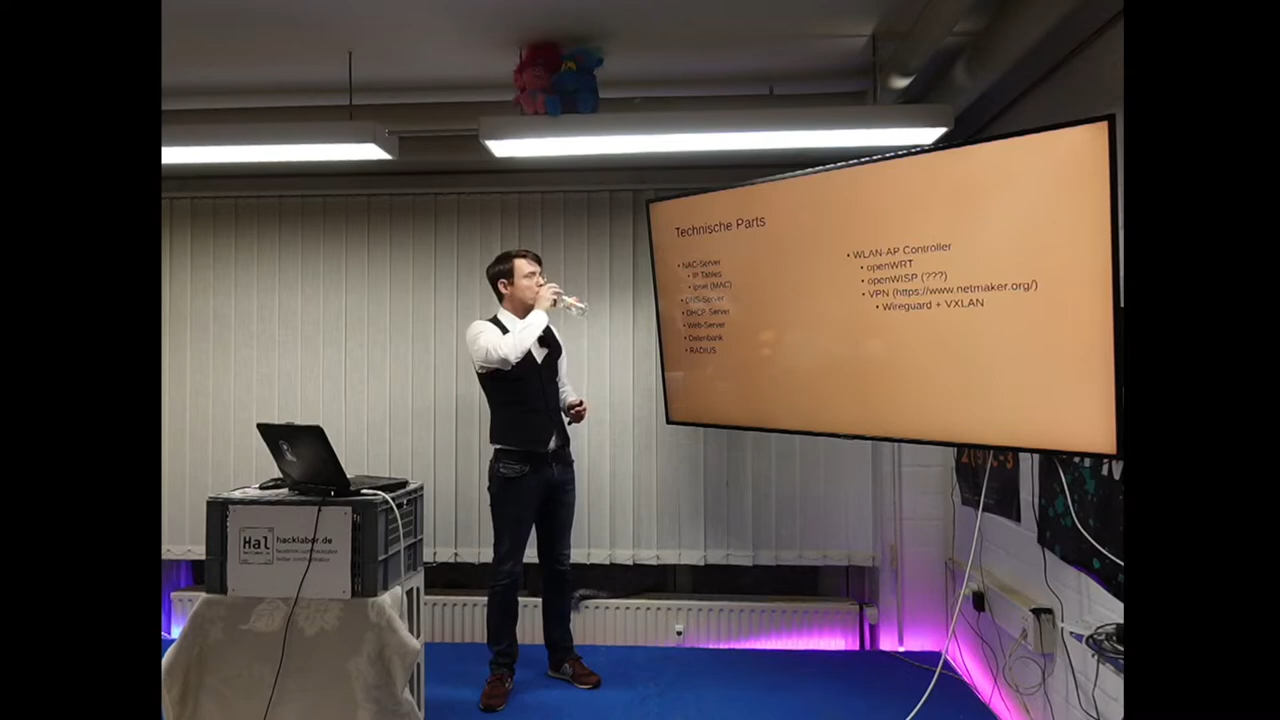 Technische Parts
• NAC-Server
• IP Tables
• ipset (MAC)
• DNS-Server
• DHCP-Server
• Web-Server
• Datenbank
• RADIUS
• WLAN-AP Controller
• openWRT
• openWISP (???)
• VPN (https://www.netmaker.org/)
• Wireguard + VXLAN
Hal
hacklabor.de